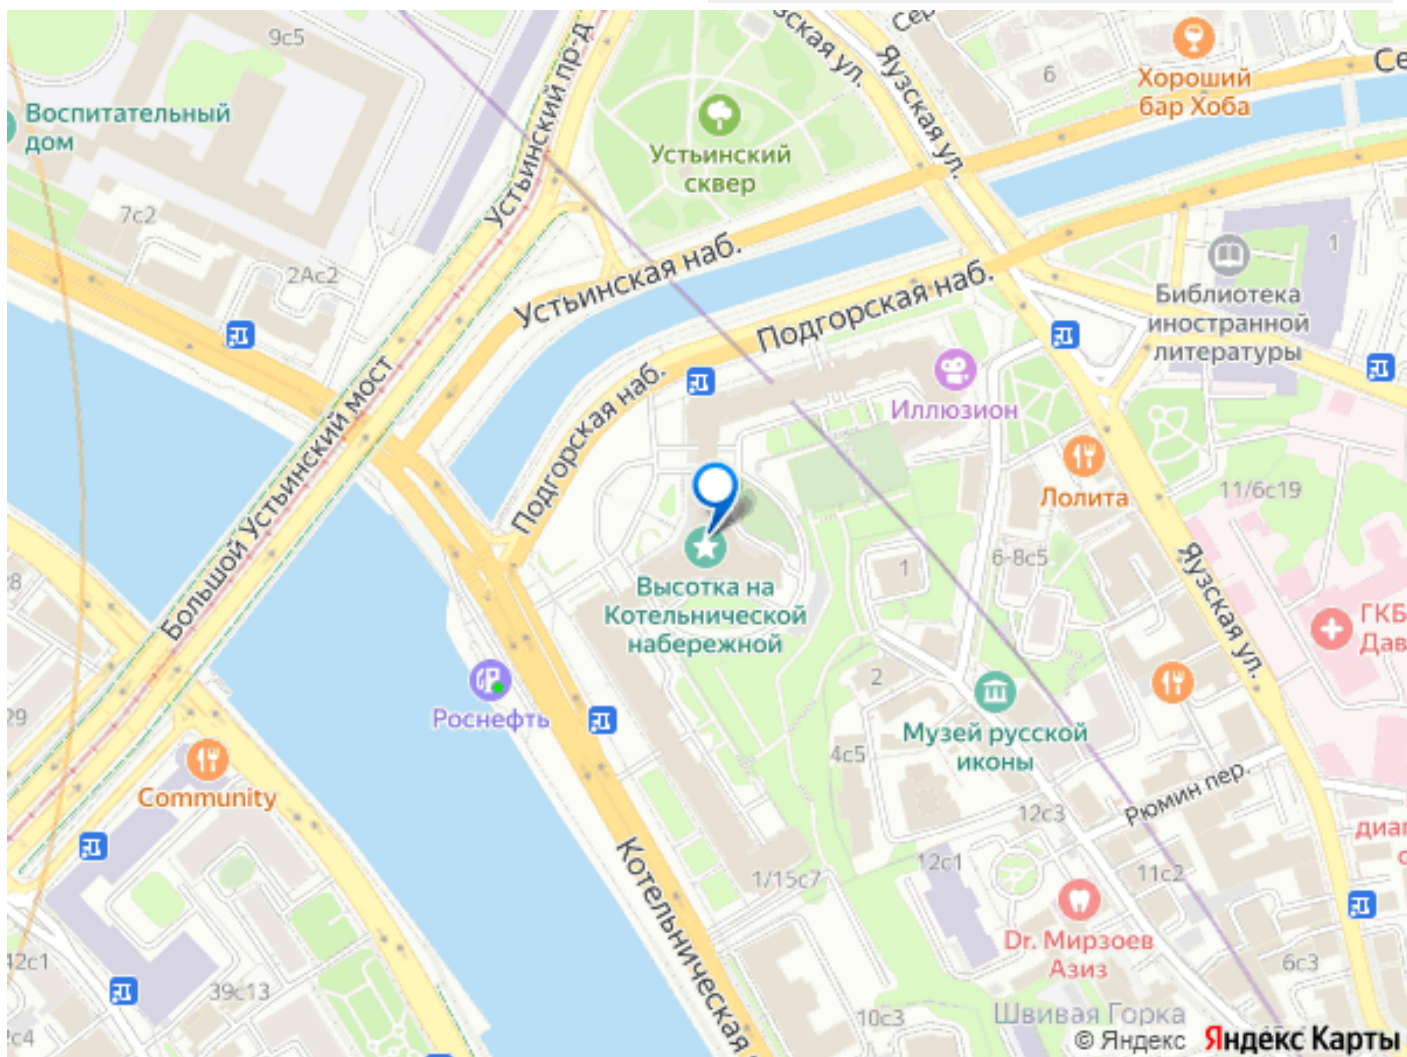 9с5
Воспитательный
дом
7с2
2Ас2
Устьинский пр-д
Устьинский
сквер
Яузская ул.
6
Хороший
бар Хоба
Яузская ул.
Устьинская наб.
Подгорская наб.
Подгорская наб.
Большой Устьинский мост
1
Библиотека
иностранной
литературы
Иллюзион
Лолита
11/6с19
6-8с5
1
Высотка на
Котельнической
набережной
2
4с5
Музей русской
иконы
Яузская ул.
ГКБ
Рюмин пер.
Роснефть
Community
29
Котельническая
1/15с7
12с3
12с1
11с2
Dr. Мирзоев
Азиз
39с13
10с3
6с3
Швивая Горка
© Яндекс Яндекс Карты